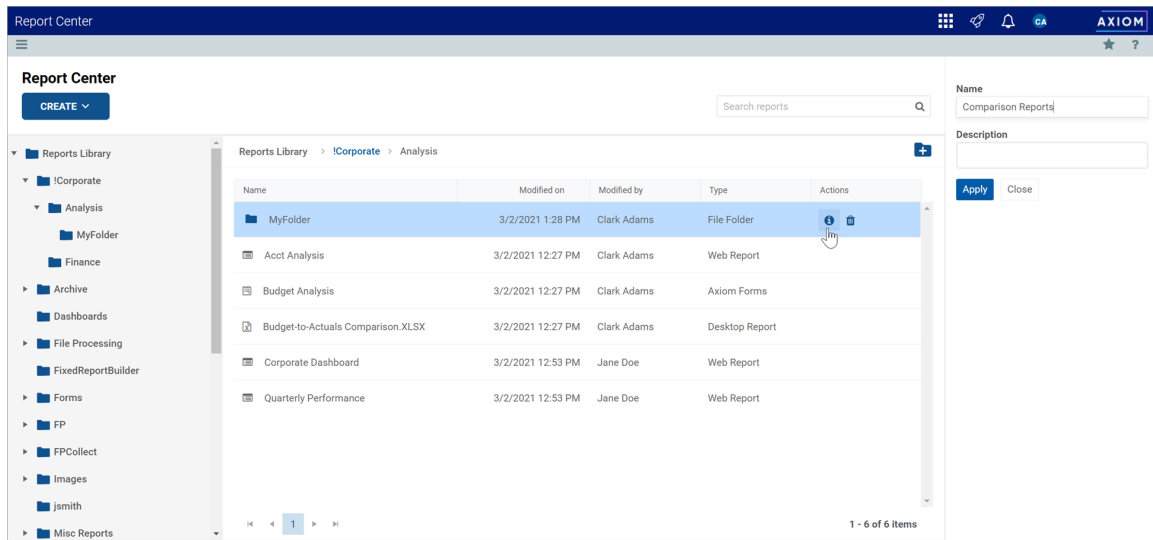 Report Center
CA
AXIOM
?
Report Center
CREATE
Search reports
Reports Library
!Corporate
Analysis
MyFolder
Finance
Archive
Dashboards
File Processing
FixedReportBuilder
Forms
FP
FPCollect
Images
jsmith
Misc Reports
Reports Library > !Corporate > Analysis
Name Modified on Modified by Type Actions
MyFolder 3/2/2021 1:28 PM Clark Adams File Folder
Acct Analysis 3/2/2021 12:27 PM Clark Adams Web Report
Budget Analysis 3/2/2021 12:27 PM Clark Adams Axiom Forms
Budget-to-Actuals Comparison.XLSX 3/2/2021 12:27 PM Clark Adams Desktop Report
Corporate Dashboard 3/2/2021 12:53 PM Jane Doe Web Report
Quarterly Performance 3/2/2021 12:53 PM Jane Doe Web Report
1
1 - 6 of 6 items
Name
Comparison Reports
Description
Apply Close